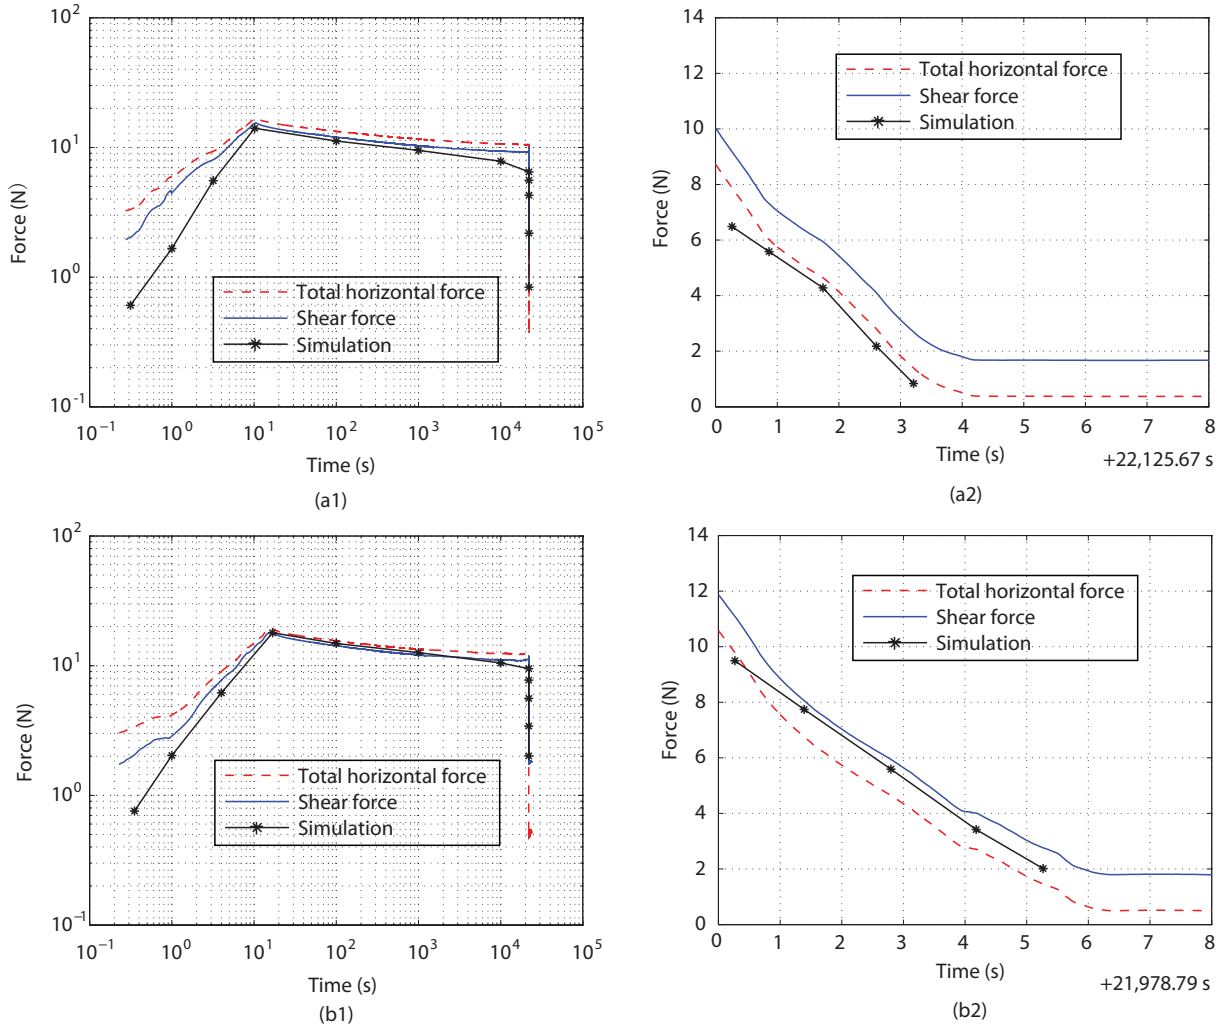 10² 10¹ 10⁰ 10⁻¹
Force (N)
Total horizontal force
Shear force
Simulation
10⁻¹ 10⁰ 10¹ 10² 10³ 10⁴ 10⁵
Time (s)
(a1)
14 12 10 8 6 4 2 0
Force (N)
Total horizontal force
Shear force
Simulation
0 1 2 3 4 5 6 7 8
Time (s)
+22,125.67 s
(a2)
10² 10¹ 10⁰ 10⁻¹
Force (N)
Total horizontal force
Shear force
Simulation
10⁻¹ 10⁰ 10¹ 10² 10³ 10⁴ 10⁵
Time (s)
(b1)
14 12 10 8 6 4 2 0
Force (N)
Total horizontal force
Shear force
Simulation
0 1 2 3 4 5 6 7 8
Time (s)
+21,978.79 s
(b2)